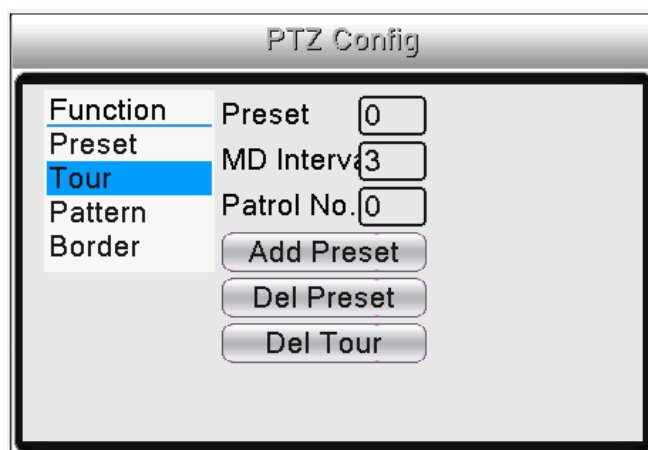 PTZ Config
Function
Preset
Tour
Pattern
Border
Preset 0
MD Interva 3
Patrol No. 0
Add Preset
Del Preset
Del Tour